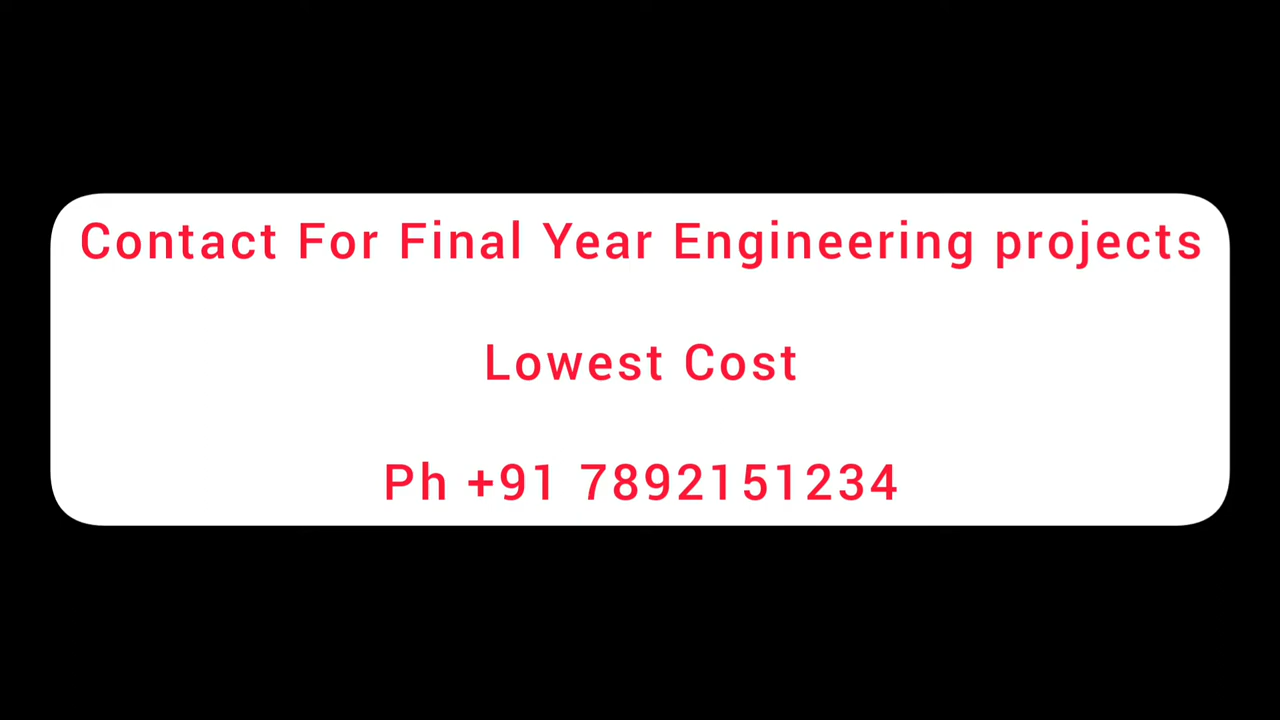 Contact For Final Year Engineering projects
Lowest Cost
Ph +91 7892151234